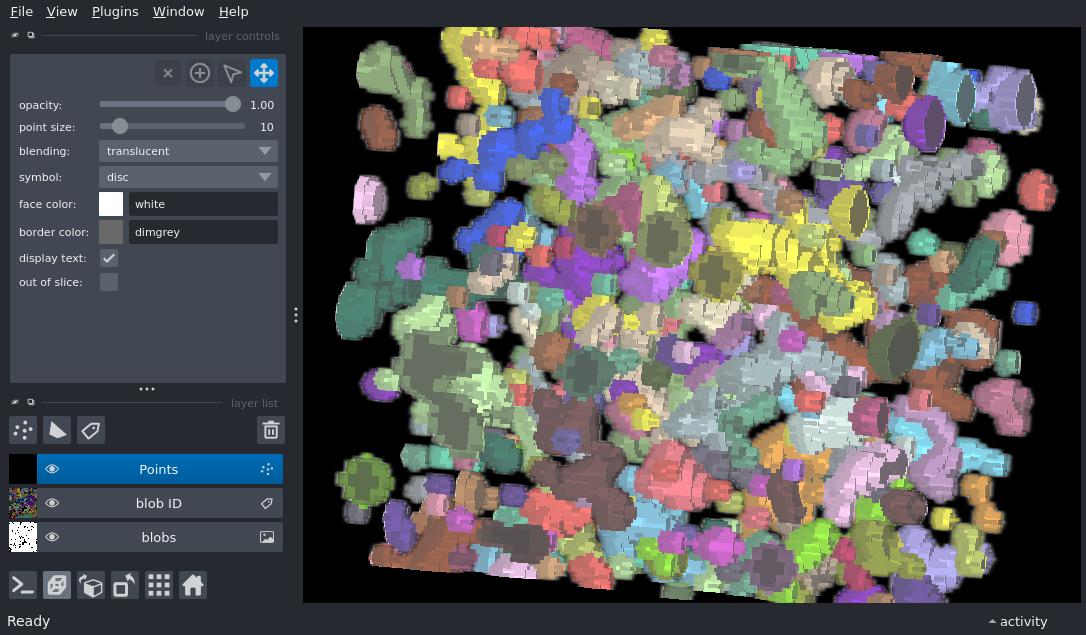 File View Plugins Window Help
layer controls
opacity: 1.00
point size: 10
blending: translucent
symbol: disc
face color: white
border color: dimgrey
display text:
out of slice:
layer list
Points
blob ID
blobs
Ready
activity